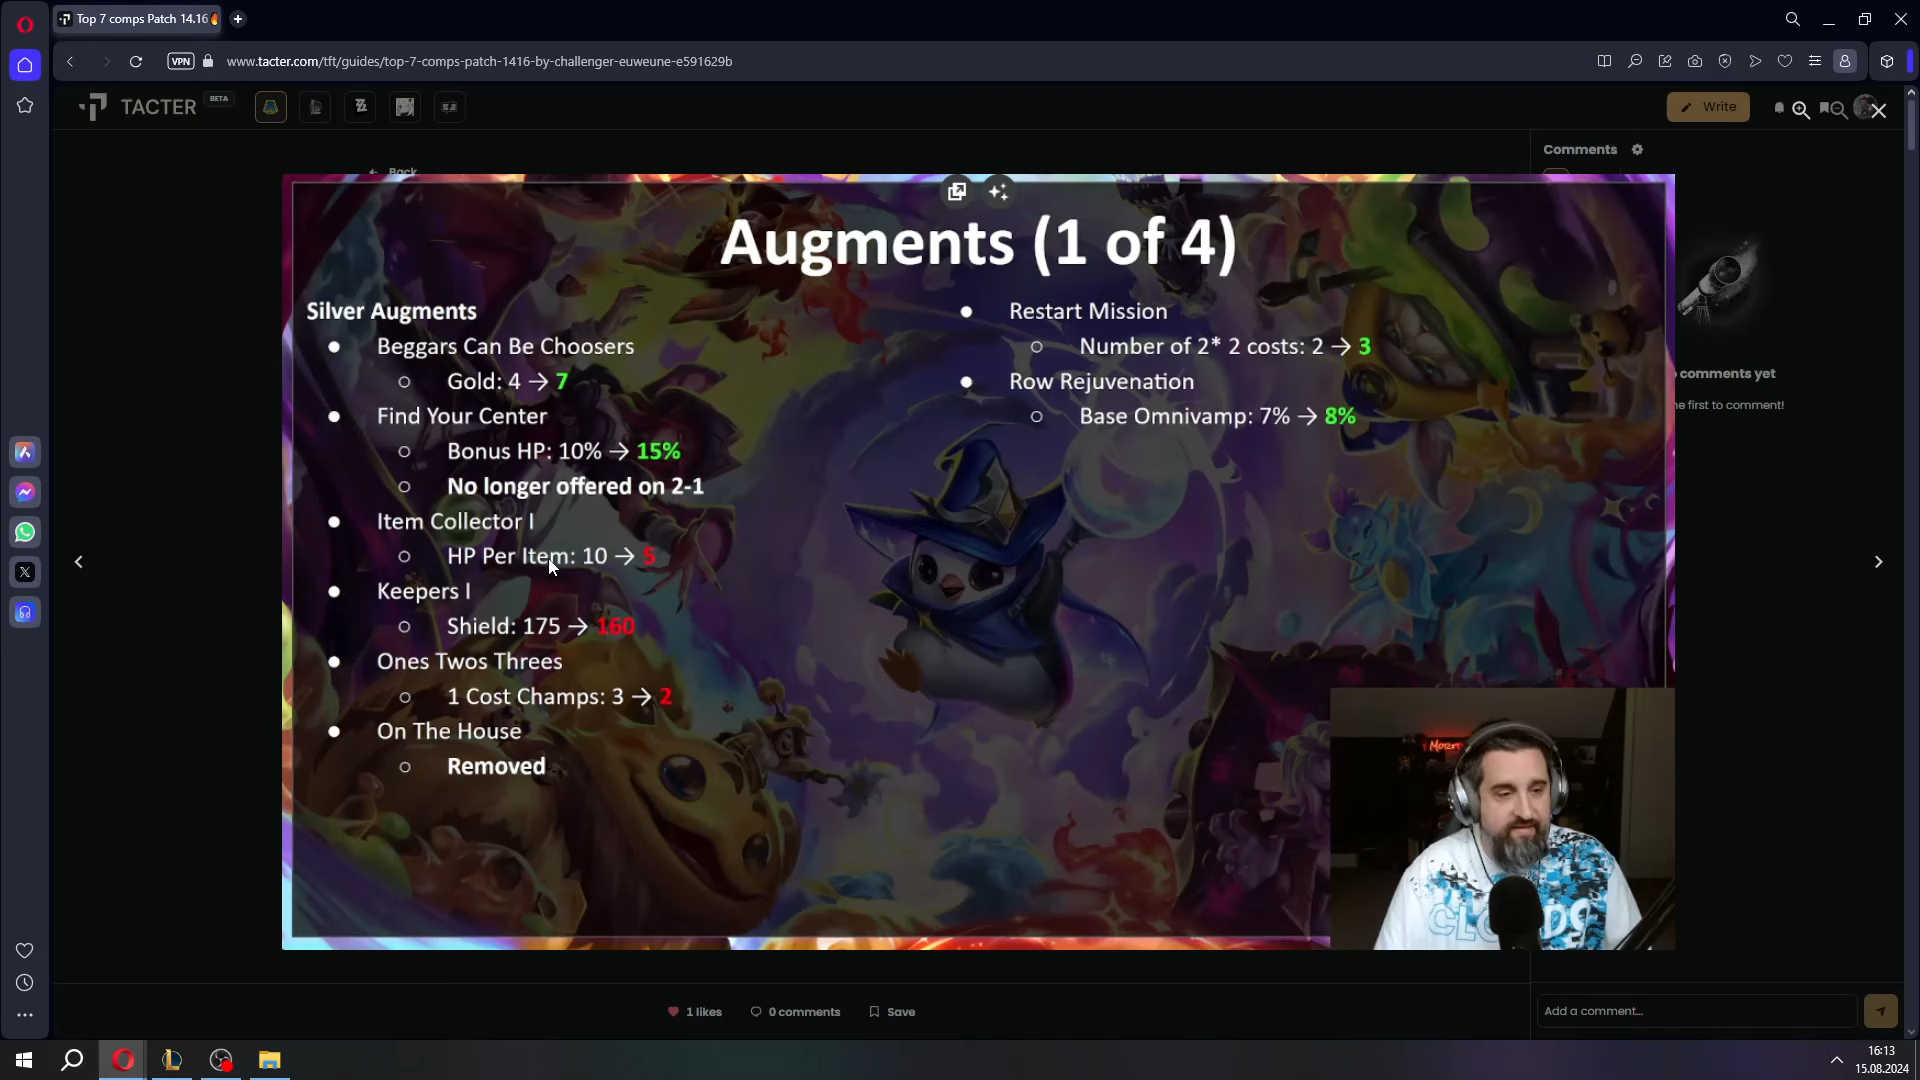 Top 7 comps Patch 14.16
VPN
www.tacter.com/tft/guides/top-7-comps-patch-1416-by-challenger-euweune-e591629b
TACTER
BETA
Write
Back
Comments
Augments (1 of 4)
Silver Augments
Beggars Can Be Choosers
Gold: 4 → 7
Find Your Center
Bonus HP: 10% → 15%
No longer offered on 2-1
Item Collector I
HP Per Item: 10 → 5
Keepers I
Shield: 175 → 160
Ones Twos Threes
1 Cost Champs: 3 → 2
On The House
Removed
Restart Mission
Number of 2* 2 costs: 2 → 3
Row Rejuvenation
Base Omnivamp: 7% → 8%
comments yet
first to comment!
1 likes
0 comments
Save
Add a comment...
16:13
15.08.2024